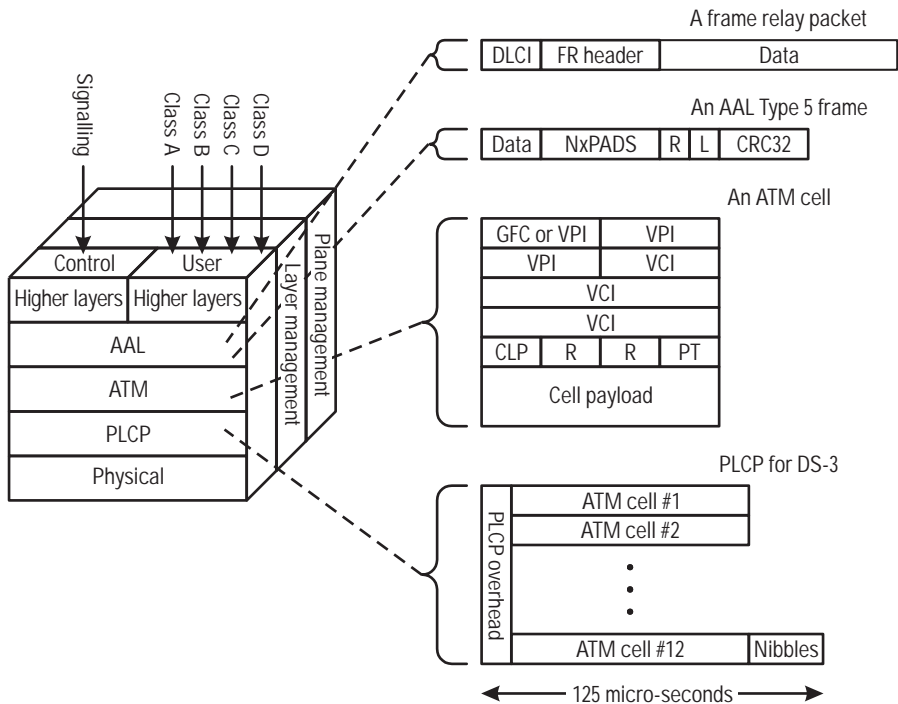 A frame relay packet
DLCI FR header Data
An AAL Type 5 frame
Data NxPADS R L CRC32
An ATM cell
GFC or VPI VPI
VPI VCI
VCI
VCI
CLP R R PT
Cell payload
PLCP for DS-3
PLCP overhead
ATM cell #1
ATM cell #2
ATM cell #12 Nibbles
125 micro-seconds
Signalling
Class A
Class B
Class C
Class D
Control User
Higher layers Higher layers
AAL
ATM
PLCP
Physical
Layer management
Plane management